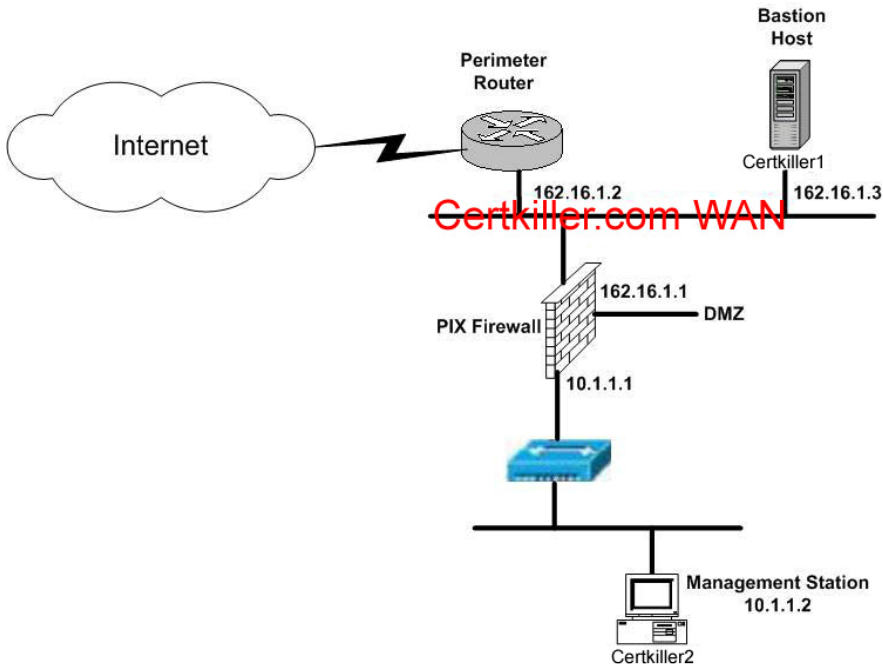 Bastion
Host
Perimeter
Router
Internet
Certkiller1
162.16.1.2
162.16.1.3
Certkiller.com WAN
162.16.1.1
DMZ
PIX Firewall
10.1.1.1
Management Station
10.1.1.2
Certkiller2